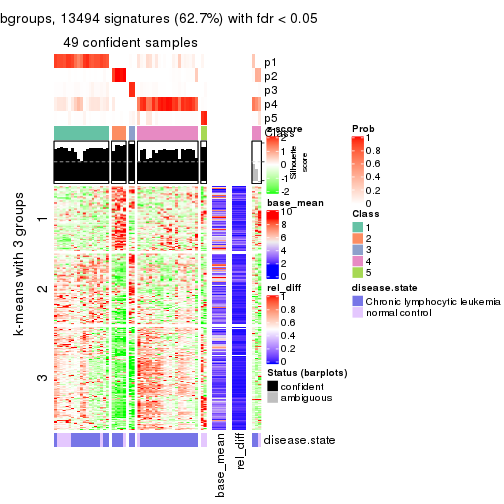 bgroups, 13494 signatures (62.7%) with fdr < 0.05
49 confident samples
p1
p2
p3
p4
p5
Class
z-score
2
1
0
-1
-2
Silhouette
score
Prob
1
0.8
0.6
0.4
0.2
0
k-means with 3 groups
1
2
3
base_mean
10
8
6
4
2
0
Class
1
2
3
4
5
rel_diff
1
0.8
0.6
0.4
0.2
0
disease.state
Chronic lymphocytic leukemia
normal control
Status (barplots)
confident
ambiguous
disease.state
base_mean
rel_diff